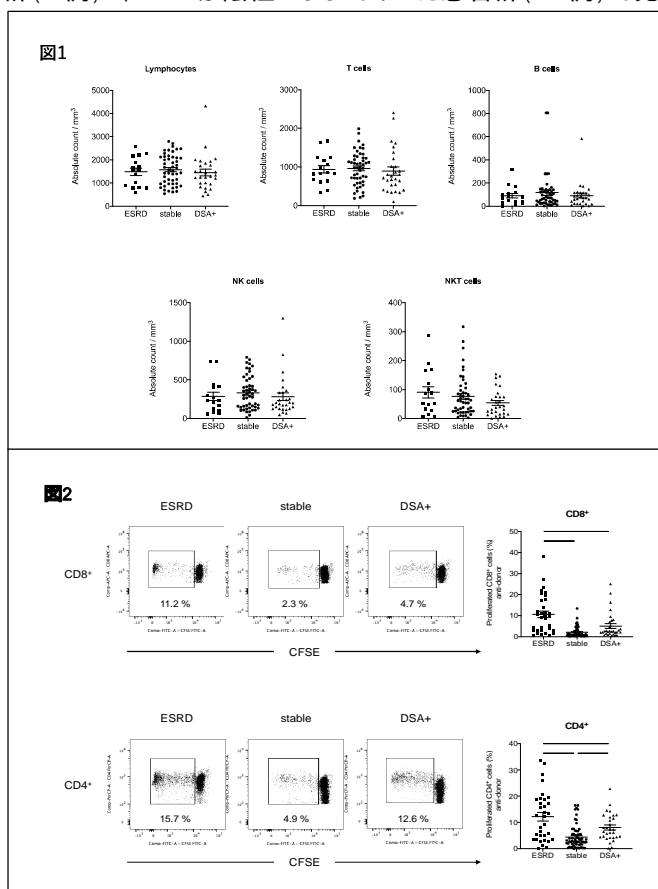 図1
Lymphocytes
T cells
B cells
Absolute count / mm³
5000
4000
3000
2000
1000
0
ESRD stable DSA+
Absolute count / mm³
3000
2000
1000
0
ESRD stable DSA+
Absolute count / mm³
1000
800
600
400
200
0
ESRD stable DSA+
NK cells
NKT cells
Absolute count / mm³
1500
1000
500
0
ESRD stable DSA+
Absolute count / mm³
400
300
200
100
0
ESRD stable DSA+
図2
ESRD
stable
DSA+
CD8⁺
11.2 %
2.3 %
4.7 %
CFSE
CD8⁺
Proliferated CD8⁺ cells (%)
anti-donor
50
40
30
20
10
0
ESRD stable DSA+
ESRD
stable
DSA+
CD4⁺
15.7 %
4.9 %
12.6 %
CFSE
CD4⁺
Proliferated CD4⁺ cells (%)
anti-donor
40
30
20
10
0
ESRD stable DSA+